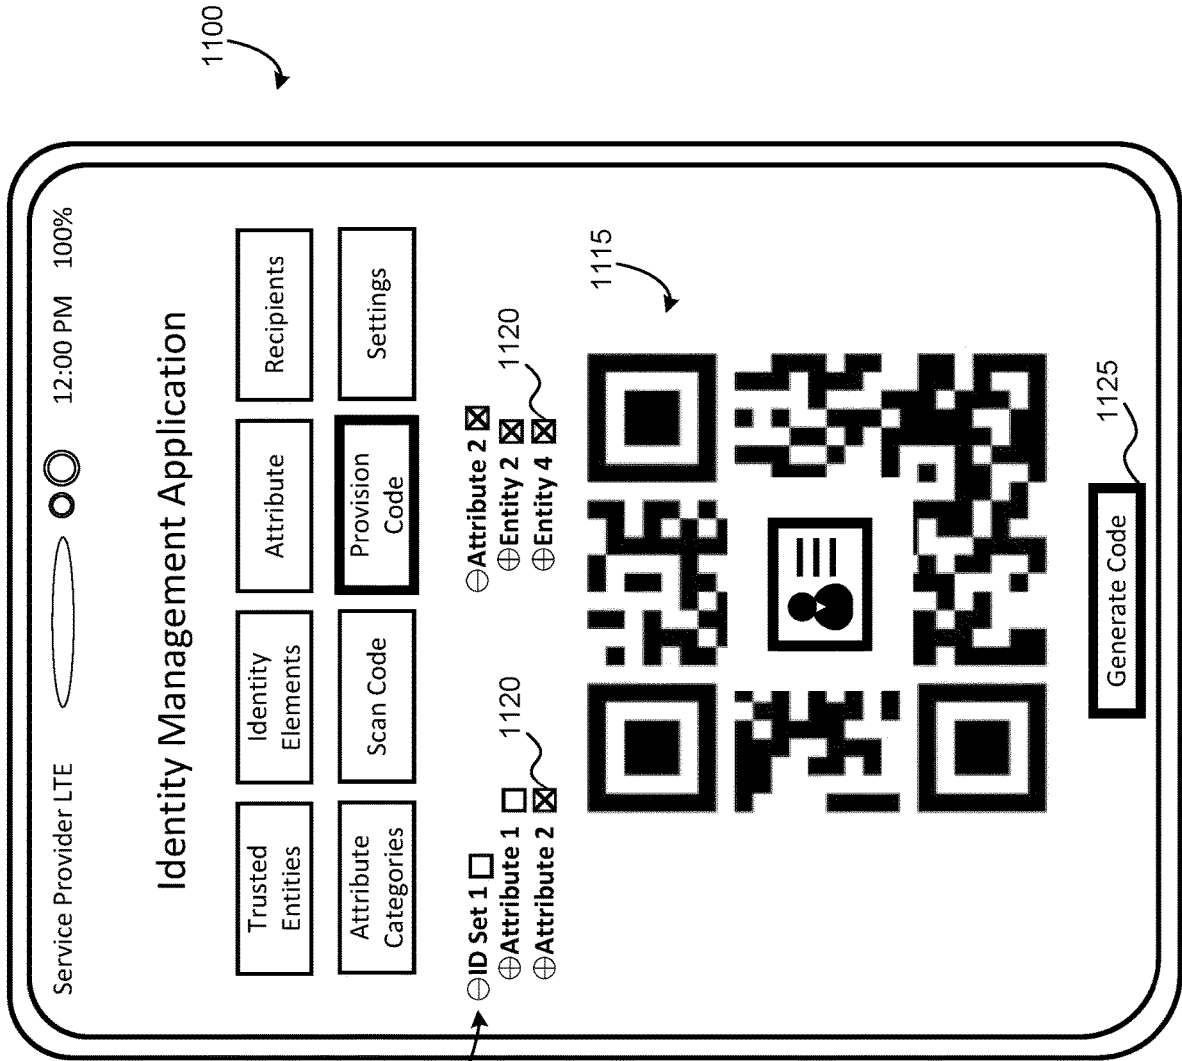 1100
Service Provider LTE 12:00 PM 100%
Identity Management Application
Trusted
Entities
Identity
Elements
Attribute
Recipients
Attribute
Categories
Scan Code
Provision
Code
Settings
ID Set 1
Attribute 1
Attribute 2
1120
Attribute 2
Entity 2
Entity 4
1120
1115
Generate Code
1125